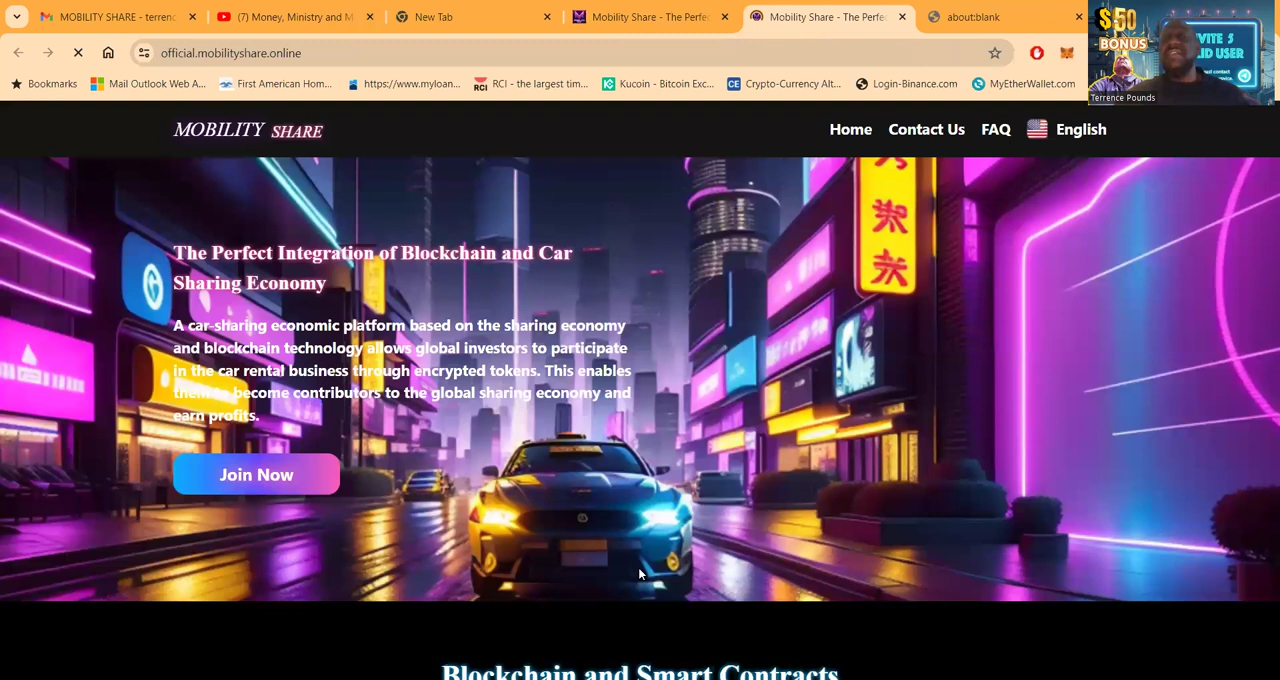 MOBILITY SHARE - terrenc
(7) Money, Ministry and M
New Tab
Mobility Share - The Perfe
Mobility Share - The Perfec
about:blank
official.mobilityshare.online
Bookmarks
Mail Outlook Web A...
First American Hom...
https://www.myloan...
RCI
RCI - the largest tim...
Kucoin - Bitcoin Exc...
CE
Crypto-Currency Alt...
Login-Binance.com
MyEtherWallet.com
$50
BONUS
Terrence Pounds
MOBILITY SHARE
Home
Contact Us
FAQ
English
The Perfect Integration of Blockchain and Car
Sharing Economy
A car-sharing economic platform based on the sharing economy
and blockchain technology allows global investors to participate
in the car rental business through encrypted tokens. This enables
them to become contributors to the global sharing economy and
earn profits.
Join Now
Blockchain and Smart Contracts